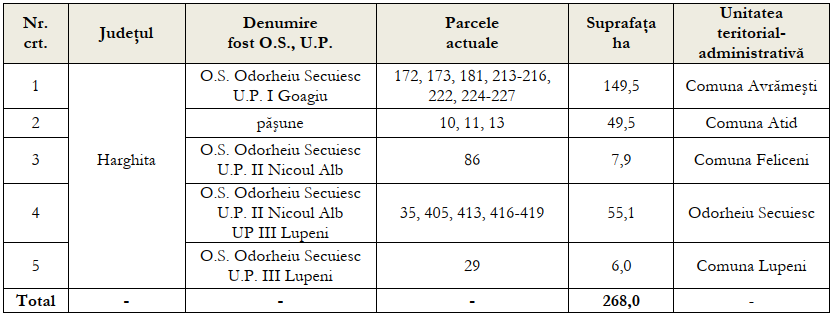 Nr. crt. | Județul | Denumire fost O.S., U.P. | Parcele actuale | Suprafața ha | Unitatea teritorial-administrativă
1 | Harghita | O.S. Odorheiu Secuiesc U.P. I Goagiu | 172, 173, 181, 213-216, 222, 224-227 | 149,5 | Comuna Avrămeşti
2 | păşune | 10, 11, 13 | 49,5 | Comuna Atid
3 | O.S. Odorheiu Secuiesc U.P. II Nicoul Alb | 86 | 7,9 | Comuna Feliceni
4 | O.S. Odorheiu Secuiesc U.P. II Nicoul Alb UP III Lupeni | 35, 405, 413, 416-419 | 55,1 | Odorheiu Secuiesc
5 | O.S. Odorheiu Secuiesc U.P. III Lupeni | 29 | 6,0 | Comuna Lupeni
Total | - | - | - | 268,0 | -